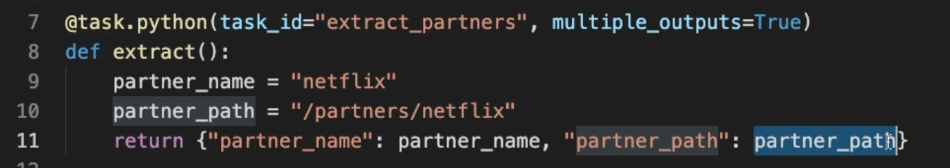 7 @task.python(task_id="extract_partners", multiple_outputs=True)
8 def extract():
9     partner_name = "netflix"
10     partner_path = "/partners/netflix"
11     return {"partner_name": partner_name, "partner_path": partner_path}